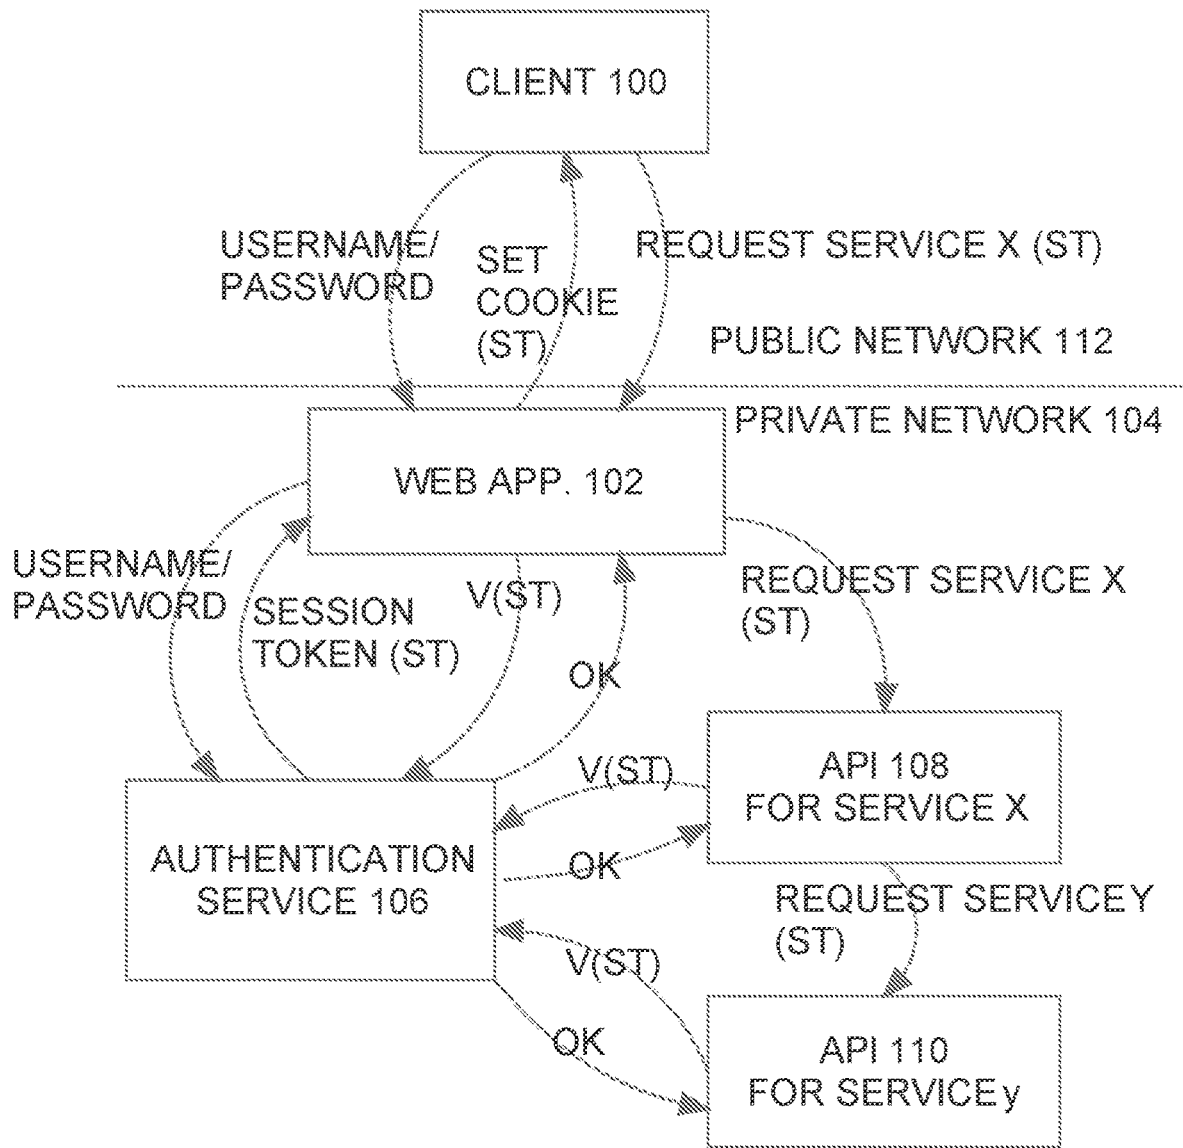 CLIENT 100
USERNAME/
PASSWORD
SET
COOKIE
(ST)
REQUEST SERVICE X (ST)
PUBLIC NETWORK 112
PRIVATE NETWORK 104
WEB APP. 102
USERNAME/
PASSWORD
SESSION
TOKEN (ST)
V(ST)
OK
REQUEST SERVICE X
(ST)
API 108
FOR SERVICE X
V(ST)
OK
AUTHENTICATION
SERVICE 106
REQUEST SERVICEY
(ST)
V(ST)
OK
API 110
FOR SERVICEy